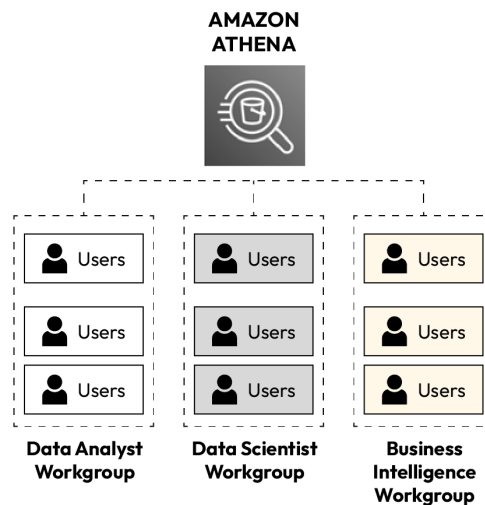 AMAZON
ATHENA
Users
Users
Users
Users
Users
Users
Users
Users
Users
Data Analyst
Workgroup
Data Scientist
Workgroup
Business
Intelligence
Workgroup